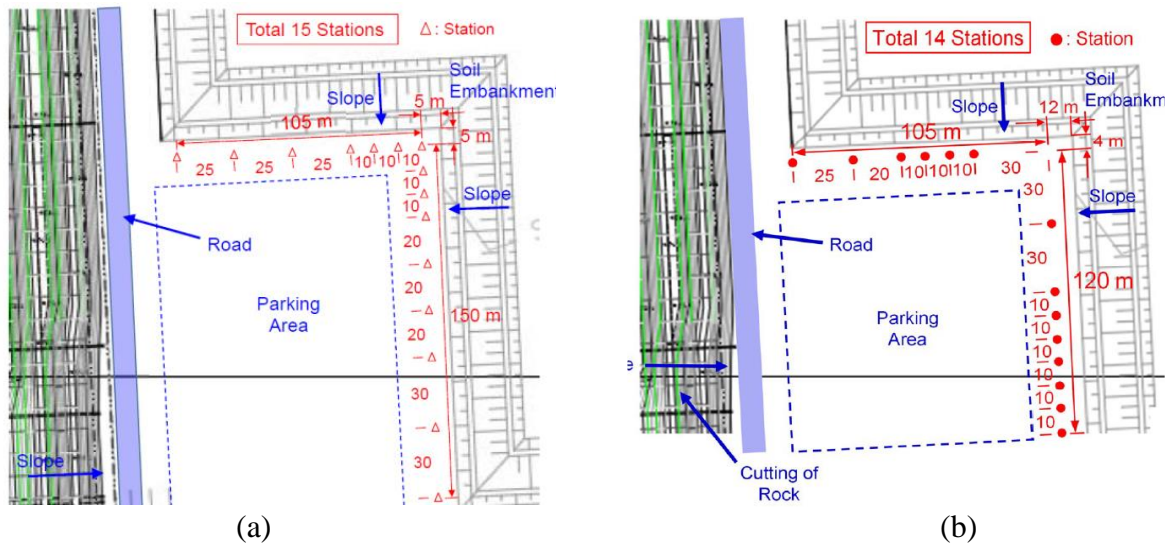 Total 15 Stations
△: Station
Soil
Embankment
Slope
5 m
105 m
5 m
25
25
25
10
10
10
10
10
Slope
20
Road
20
150 m
Parking
Area
20
30
Slope
30
(a)
Total 14 Stations
●: Station
Soil
Embankm
Slope
12 m
105 m
4 m
25
20
10
10
10
30
30
Slope
Road
30
120 m
Parking
Area
10
10
10
10
10
10
Cutting of
Rock
(b)